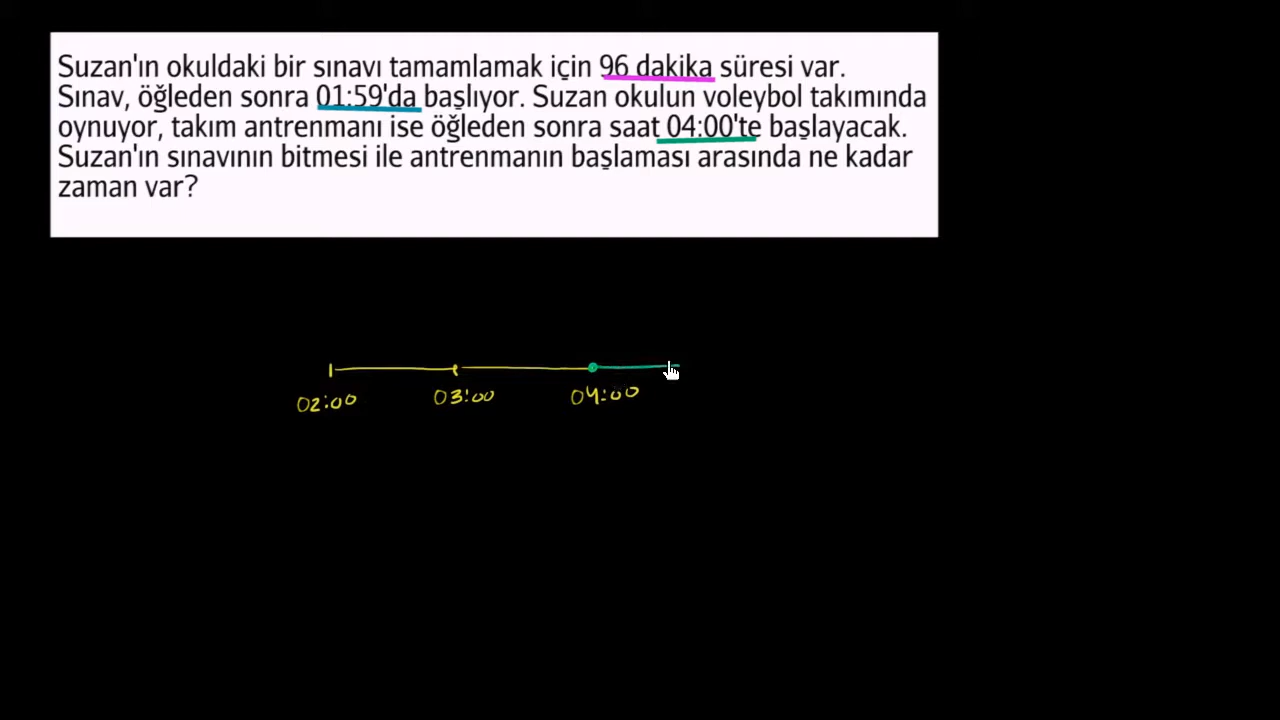 Suzan'ın okuldaki bir sınavı tamamlamak için 96 dakika süresi var.
Sınav, öğleden sonra 01:59'da başlıyor. Suzan okulun voleybol takımında
oynuyor, takım antrenmanı ise öğleden sonra saat 04:00'te başlayacak.
Suzan'ın sınavının bitmesi ile antrenmanın başlaması arasında ne kadar
zaman var?
02:00 03:00 04:00